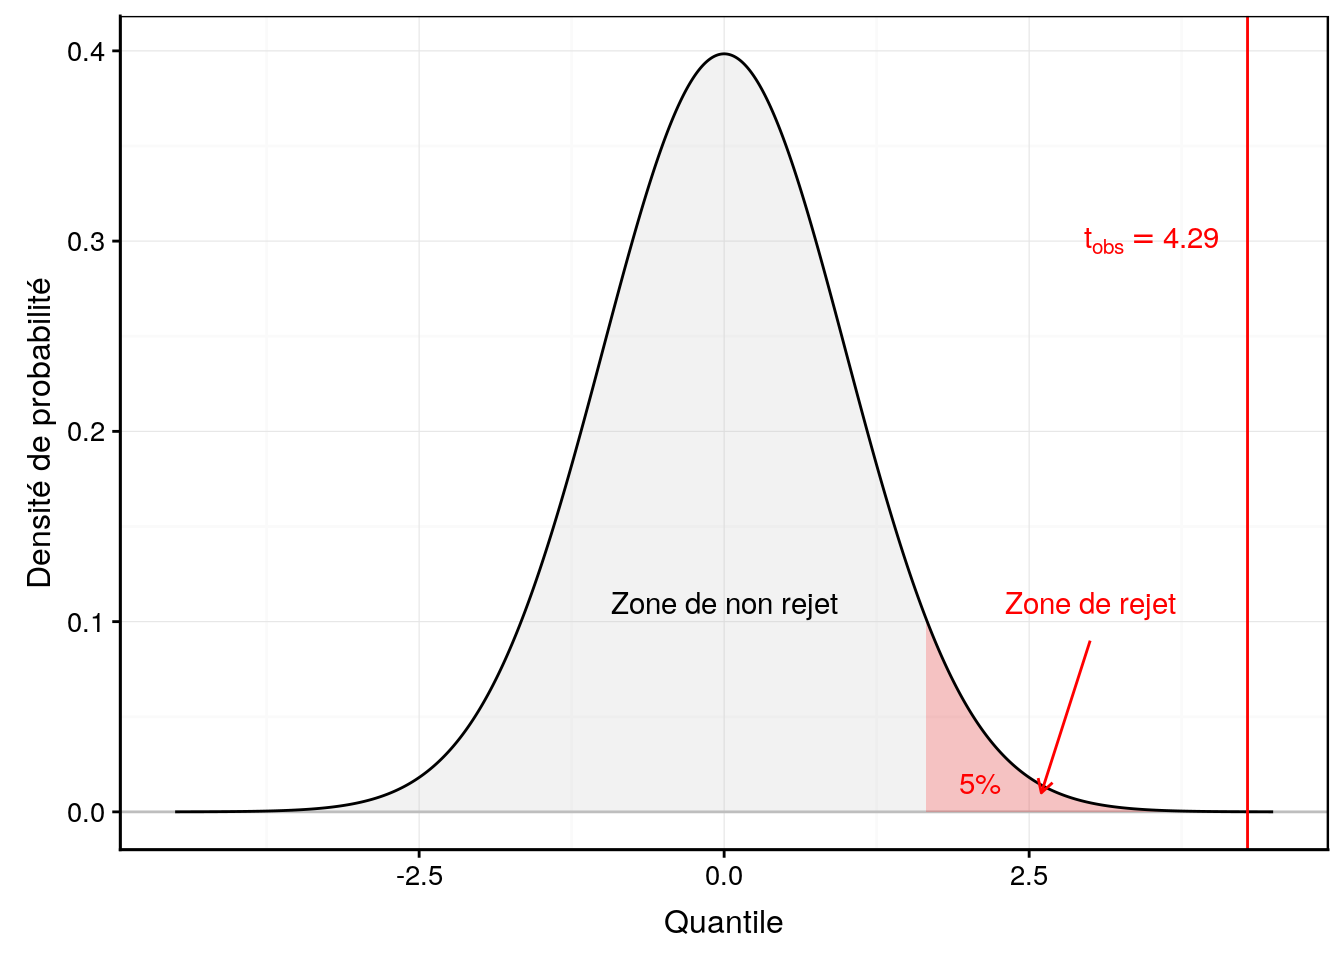 0.4
0.3
0.2
0.1
0.0
Densité de probabilité
tobs = 4.29
Zone de non rejet
Zone de rejet
5%
-2.5
0.0
2.5
Quantile